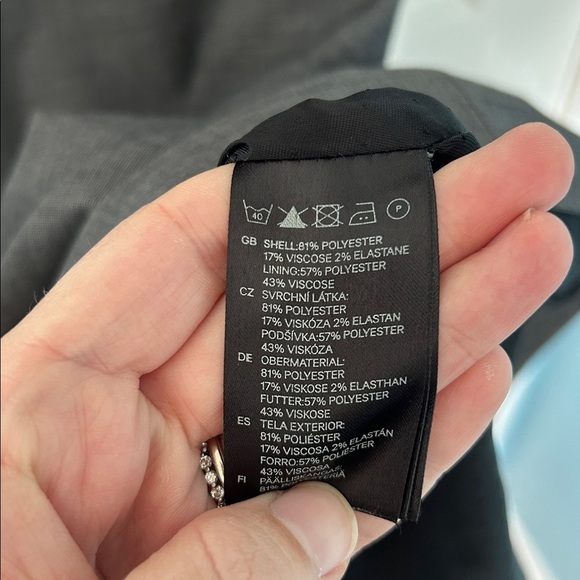 40 P
GB SHELL:81% POLYESTER
17% VISCOSE 2% ELASTANE
LINING:57% POLYESTER
43% VISCOSE
CZ SVRCHNÍ LÁTKA:
81% POLYESTER
17% VISKÓZA 2% ELASTAN
PODŠÍVKA:57% POLYESTER
43% VISKÓZA
DE OBERMATERIAL:
81% POLYESTER
17% VISKOSE 2% ELASTHAN
FUTTER:57% POLYESTER
43% VISKOSE
ES TELA EXTERIOR:
81% POLIÉSTER
17% VISCOSA 2% ELASTÁN
FORRO:57% POLIÉSTER
43% VISCOSA
FI PÄÄLLISKANGAS:
81%